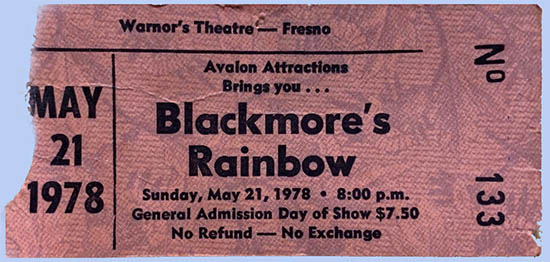 Warnor's Theatre — Fresno
MAY
21
1978
Avalon Attractions
Brings you . . .
Blackmore's
Rainbow
Sunday, May 21, 1978 • 8:00 p.m.
General Admission Day of Show $7.50
No Refund — No Exchange
No 133